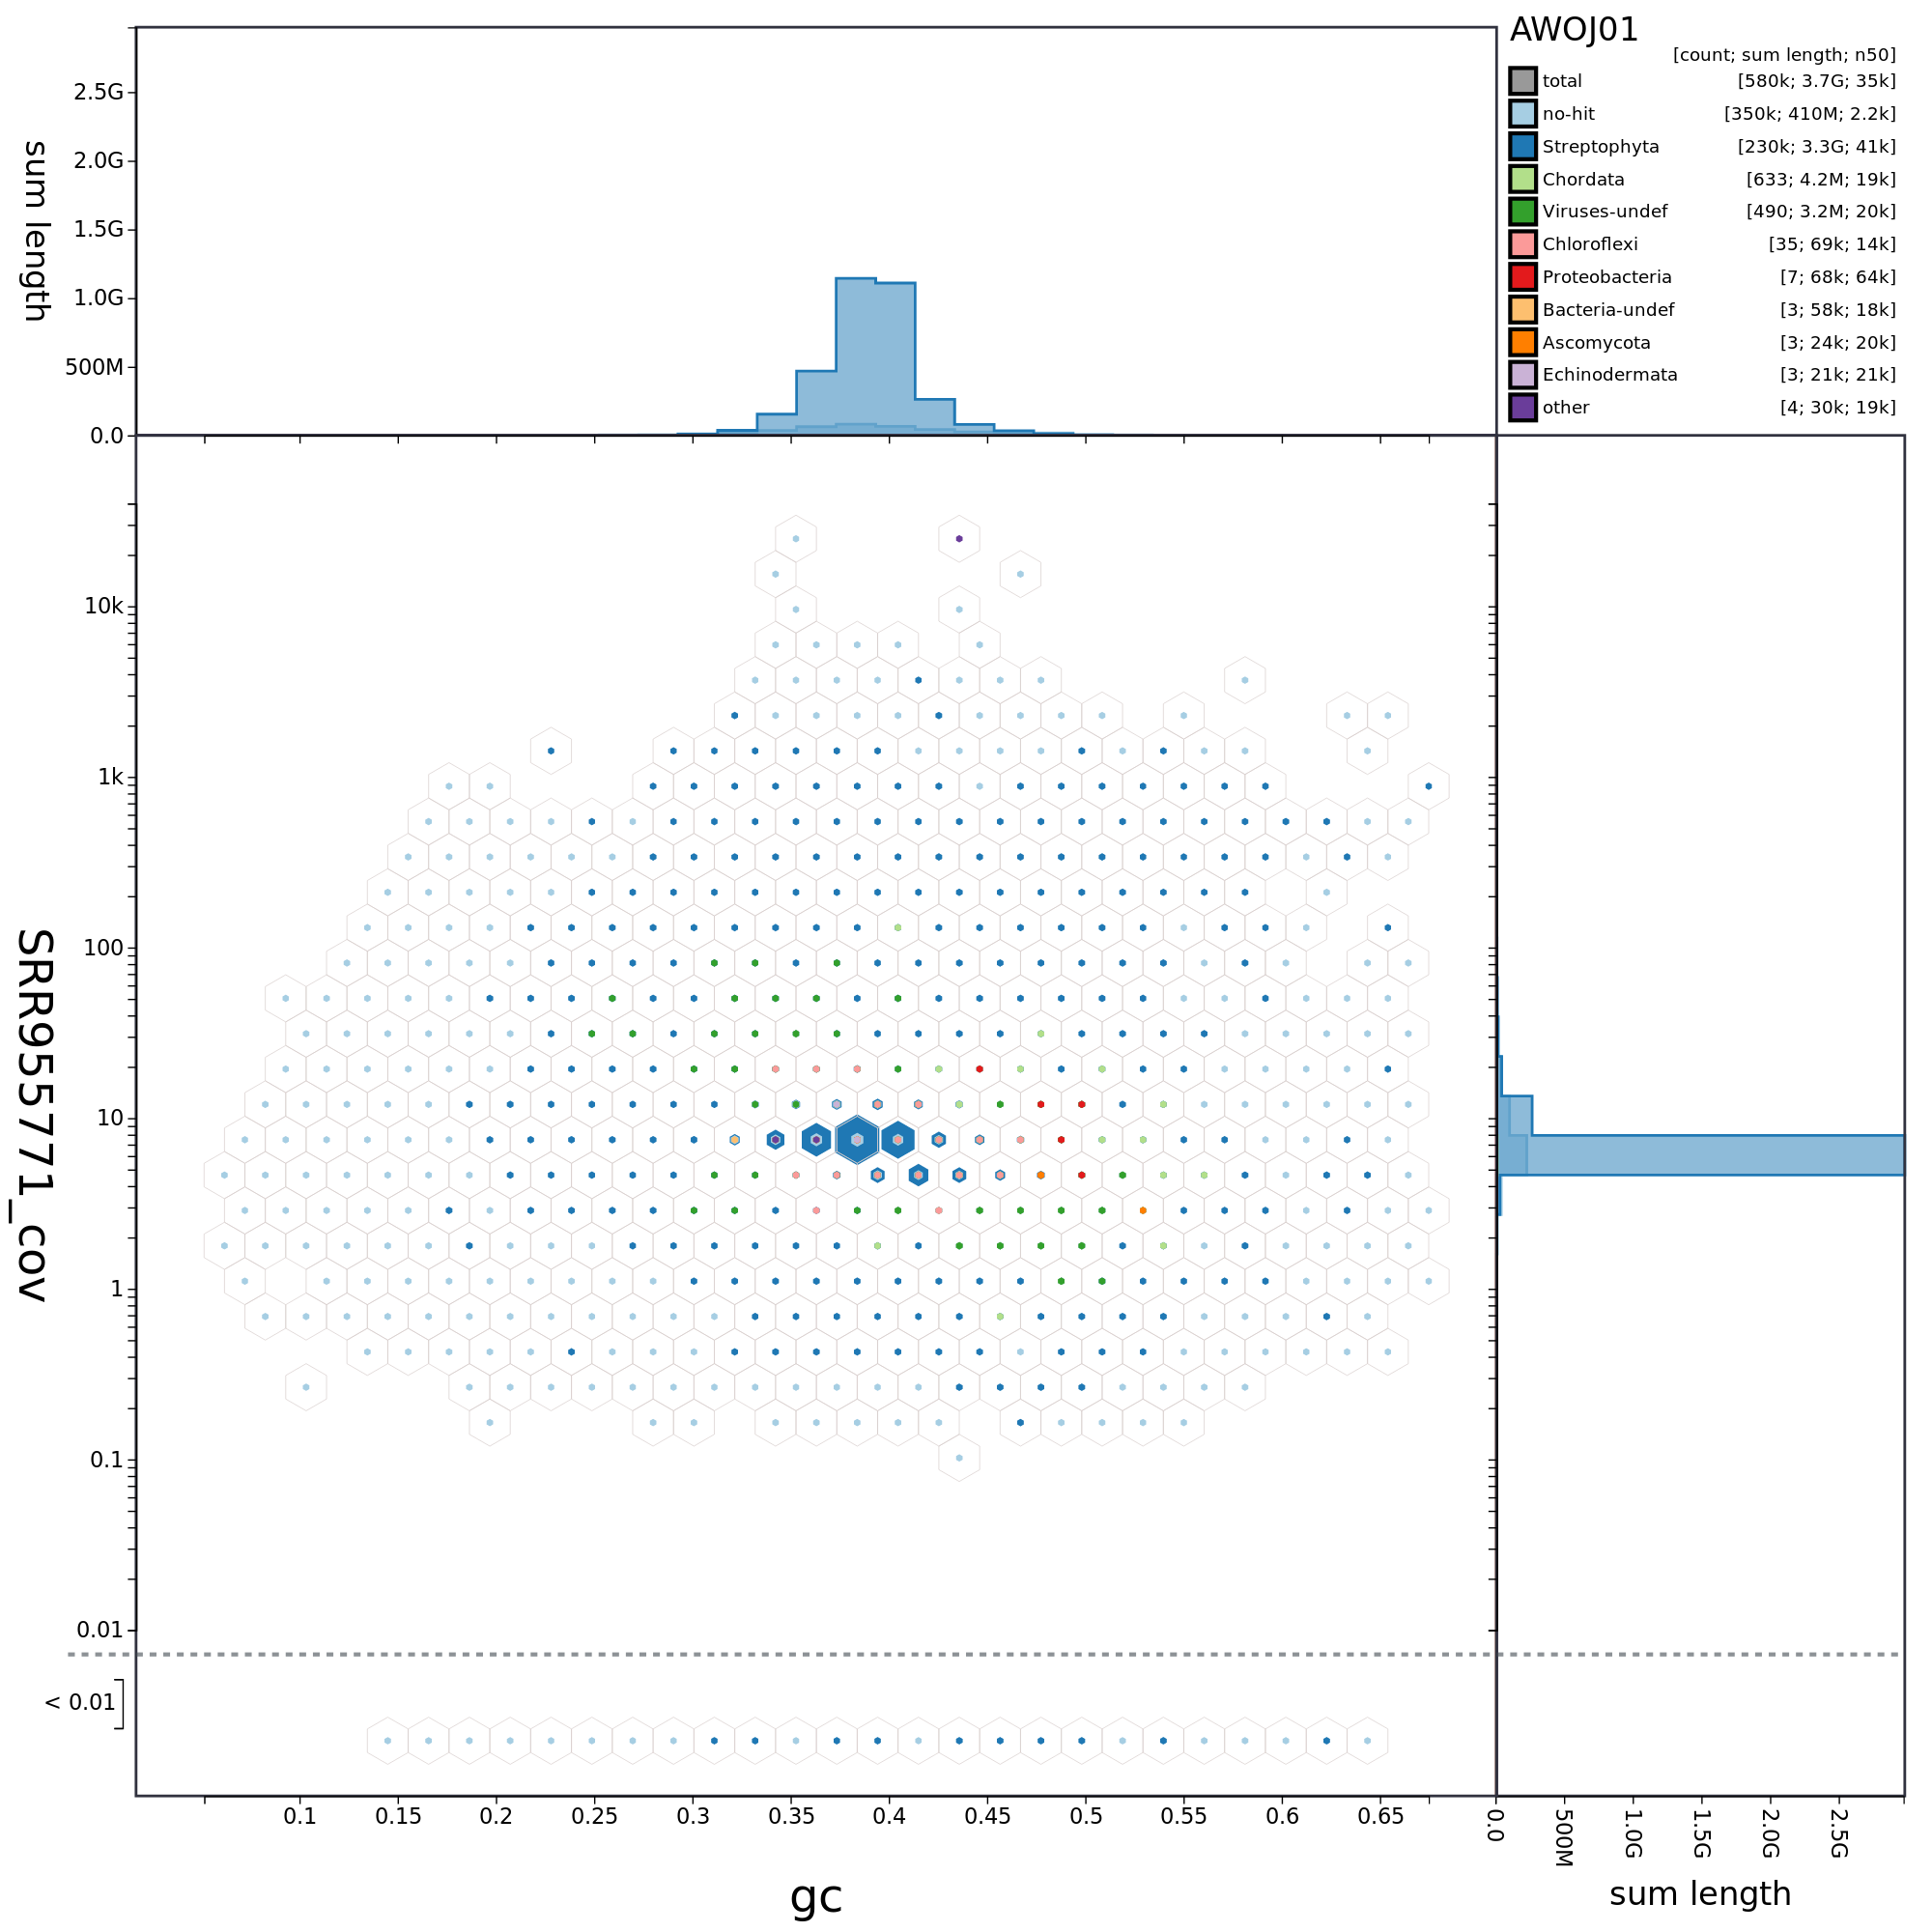 AWOJ01
[count; sum length; n50]
total [580k; 3.7G; 35k]
no-hit [350k; 410M; 2.2k]
Streptophyta [230k; 3.3G; 41k]
Chordata [633; 4.2M; 19k]
Viruses-undef [490; 3.2M; 20k]
Chloroflexi [35; 69k; 14k]
Proteobacteria [7; 68k; 64k]
Bacteria-undef [3; 58k; 18k]
Ascomycota [3; 24k; 20k]
Echinodermata [3; 21k; 21k]
other [4; 30k; 19k]
sum length
2.5G
2.0G
1.5G
1.0G
500M
0.0
SRR955771_cov
10k
1k
100
10
1
0.1
0.01
< 0.01
0.1 0.15 0.2 0.25 0.3 0.35 0.4 0.45 0.5 0.55 0.6 0.65
gc
0.0 500M 1.0G 1.5G 2.0G 2.5G
sum length